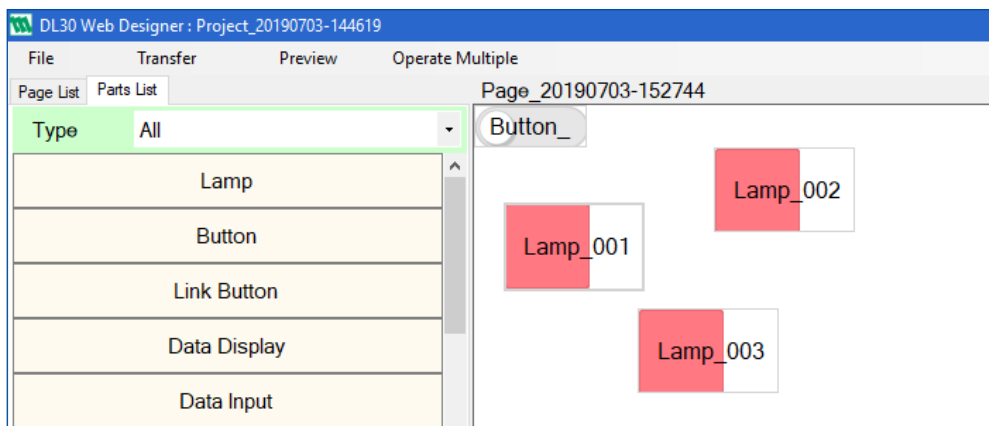 DL30 Web Designer : Project_20190703-144619
File Transfer Preview Operate Multiple
Page List Parts List Page_20190703-152744
Type All Button_
Lamp Lamp_002
Button Lamp_001
Link Button
Data Display Lamp_003
Data Input